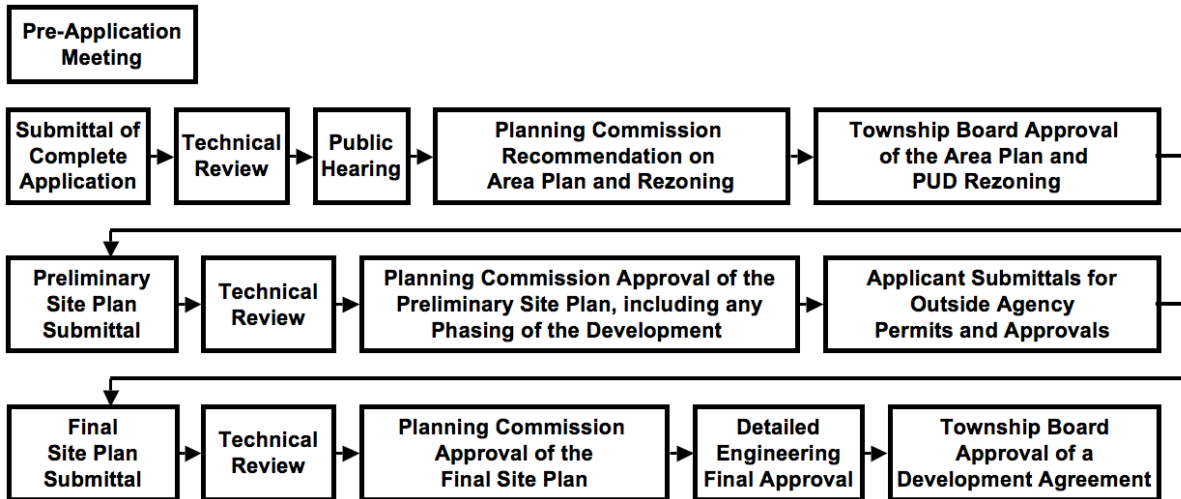 Pre-Application
Meeting
Submittal of
Complete
Application
Technical
Review
Public
Hearing
Planning Commission
Recommendation on
Area Plan and Rezoning
Township Board Approval
of the Area Plan and
PUD Rezoning
Preliminary
Site Plan
Submittal
Technical
Review
Planning Commission Approval of the
Preliminary Site Plan, including any
Phasing of the Development
Applicant Submittals for
Outside Agency
Permits and Approvals
Final
Site Plan
Submittal
Technical
Review
Planning Commission
Approval of the
Final Site Plan
Detailed
Engineering
Final Approval
Township Board
Approval of a
Development Agreement